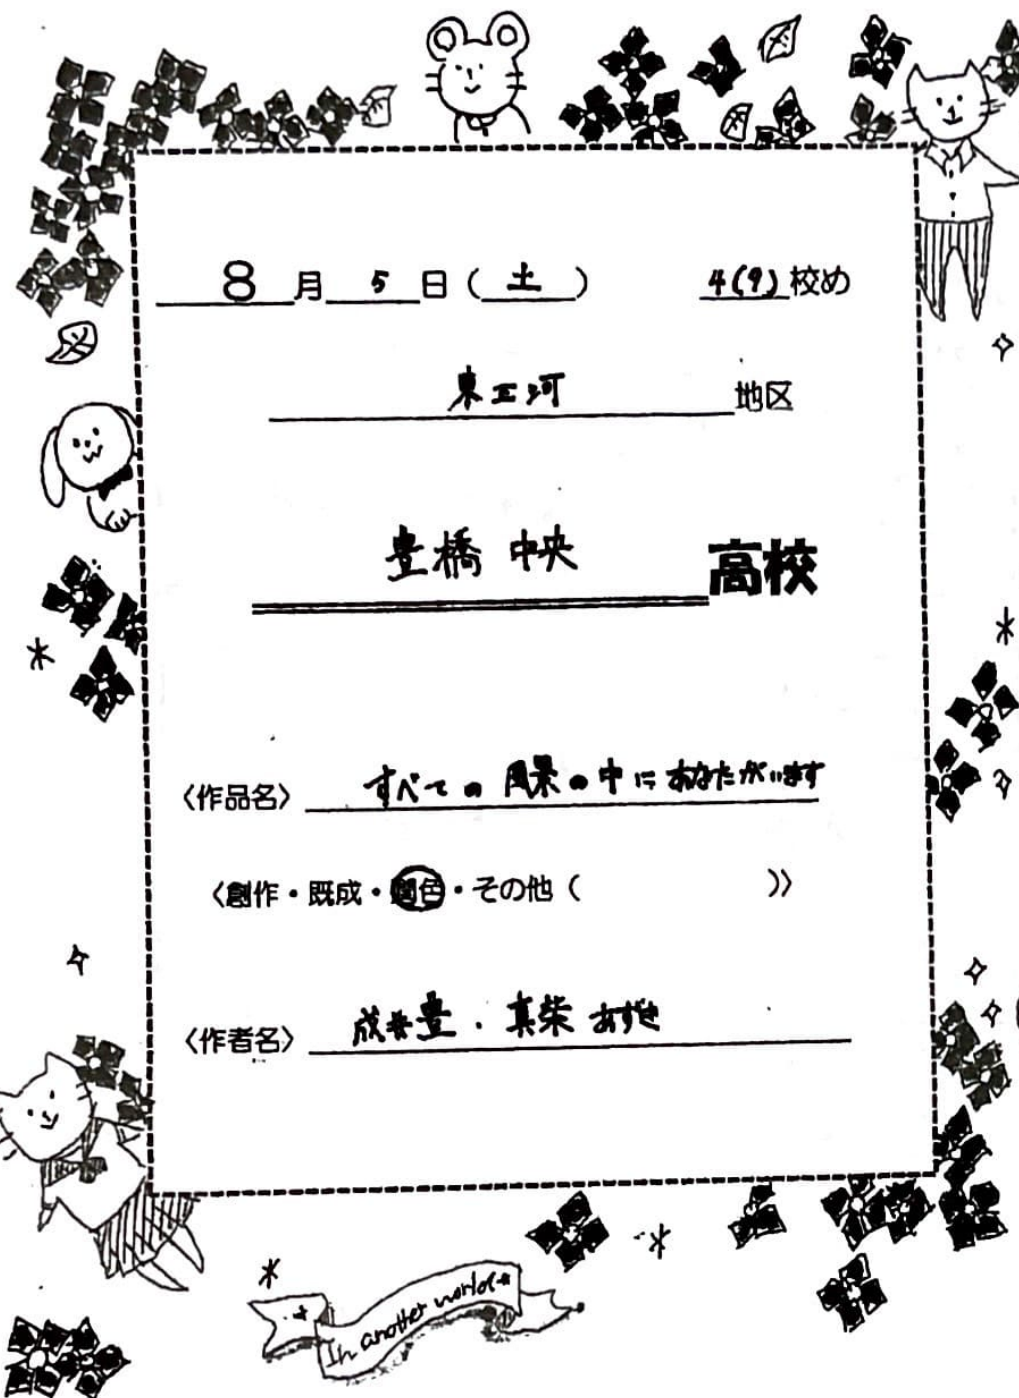 8月5日(土) 4(9)校め
東三河地区
豊橋中央高校
〈作品名〉すべての風景の中にあなたがいます
〈創作・既成・潤色・その他( )〉
〈作者名〉成井豊・真柴あずき
In another world